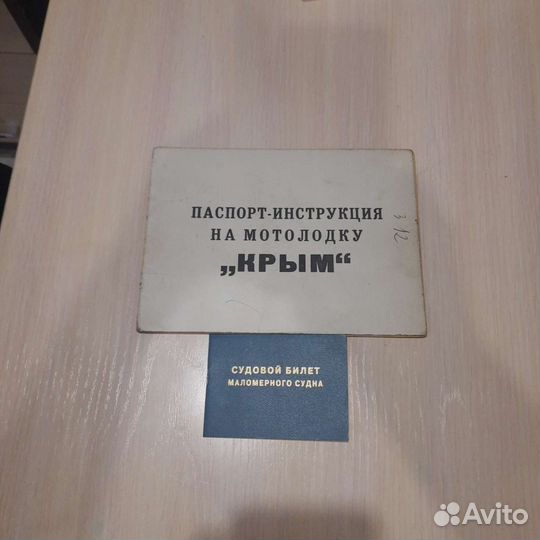 ПАСПОРТ-ИНСТРУКЦИЯ
НА МОТОЛОДКУ
„КРЫМ“
СУДОВОЙ БИЛЕТ
МАЛОМЕРНОГО СУДНА
Avito